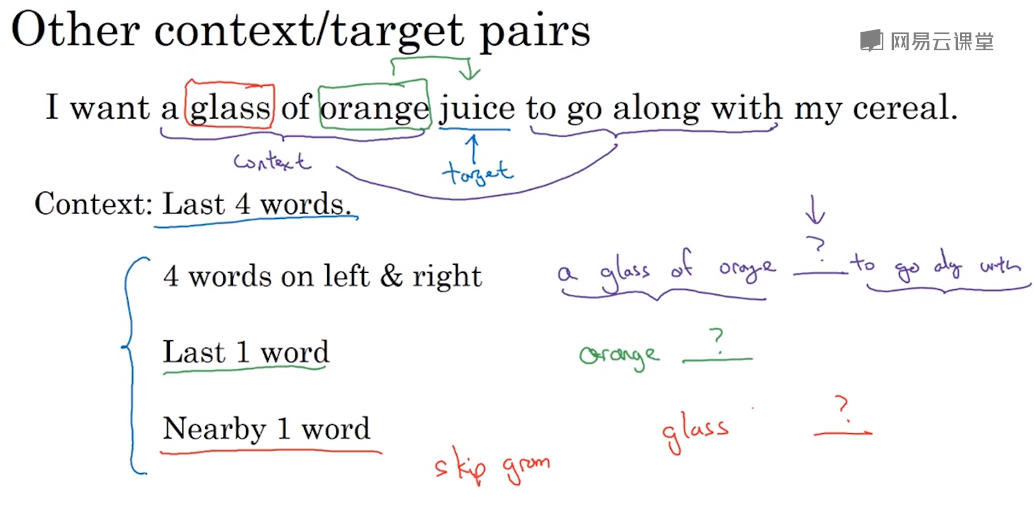 Other context/target pairs
网易云课堂
I want a glass of orange juice to go along with my cereal.
context
target
Context: Last 4 words.
4 words on left & right
a glass of orange ? to go alg with
Last 1 word
orange ?
Nearby 1 word
glass ?
skip gram